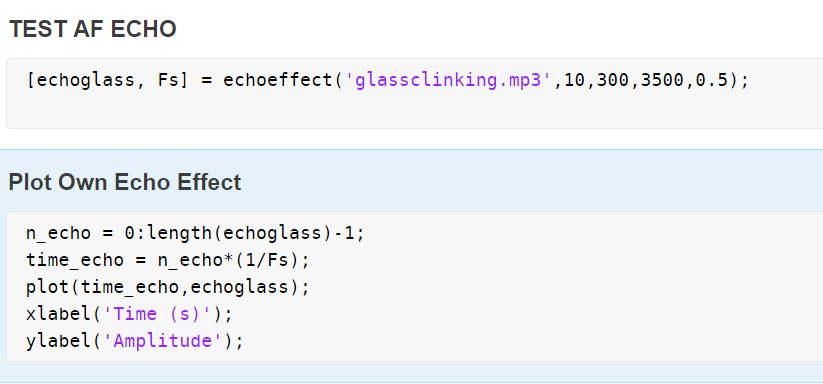 TEST AF ECHO
[echoglass, Fs] = echoeffect('glassclinking.mp3',10,300,3500,0.5);
Plot Own Echo Effect
n_echo = 0:length(echoglass)-1;
time_echo = n_echo*(1/Fs);
plot(time_echo,echoglass);
xlabel('Time (s)');
ylabel('Amplitude');